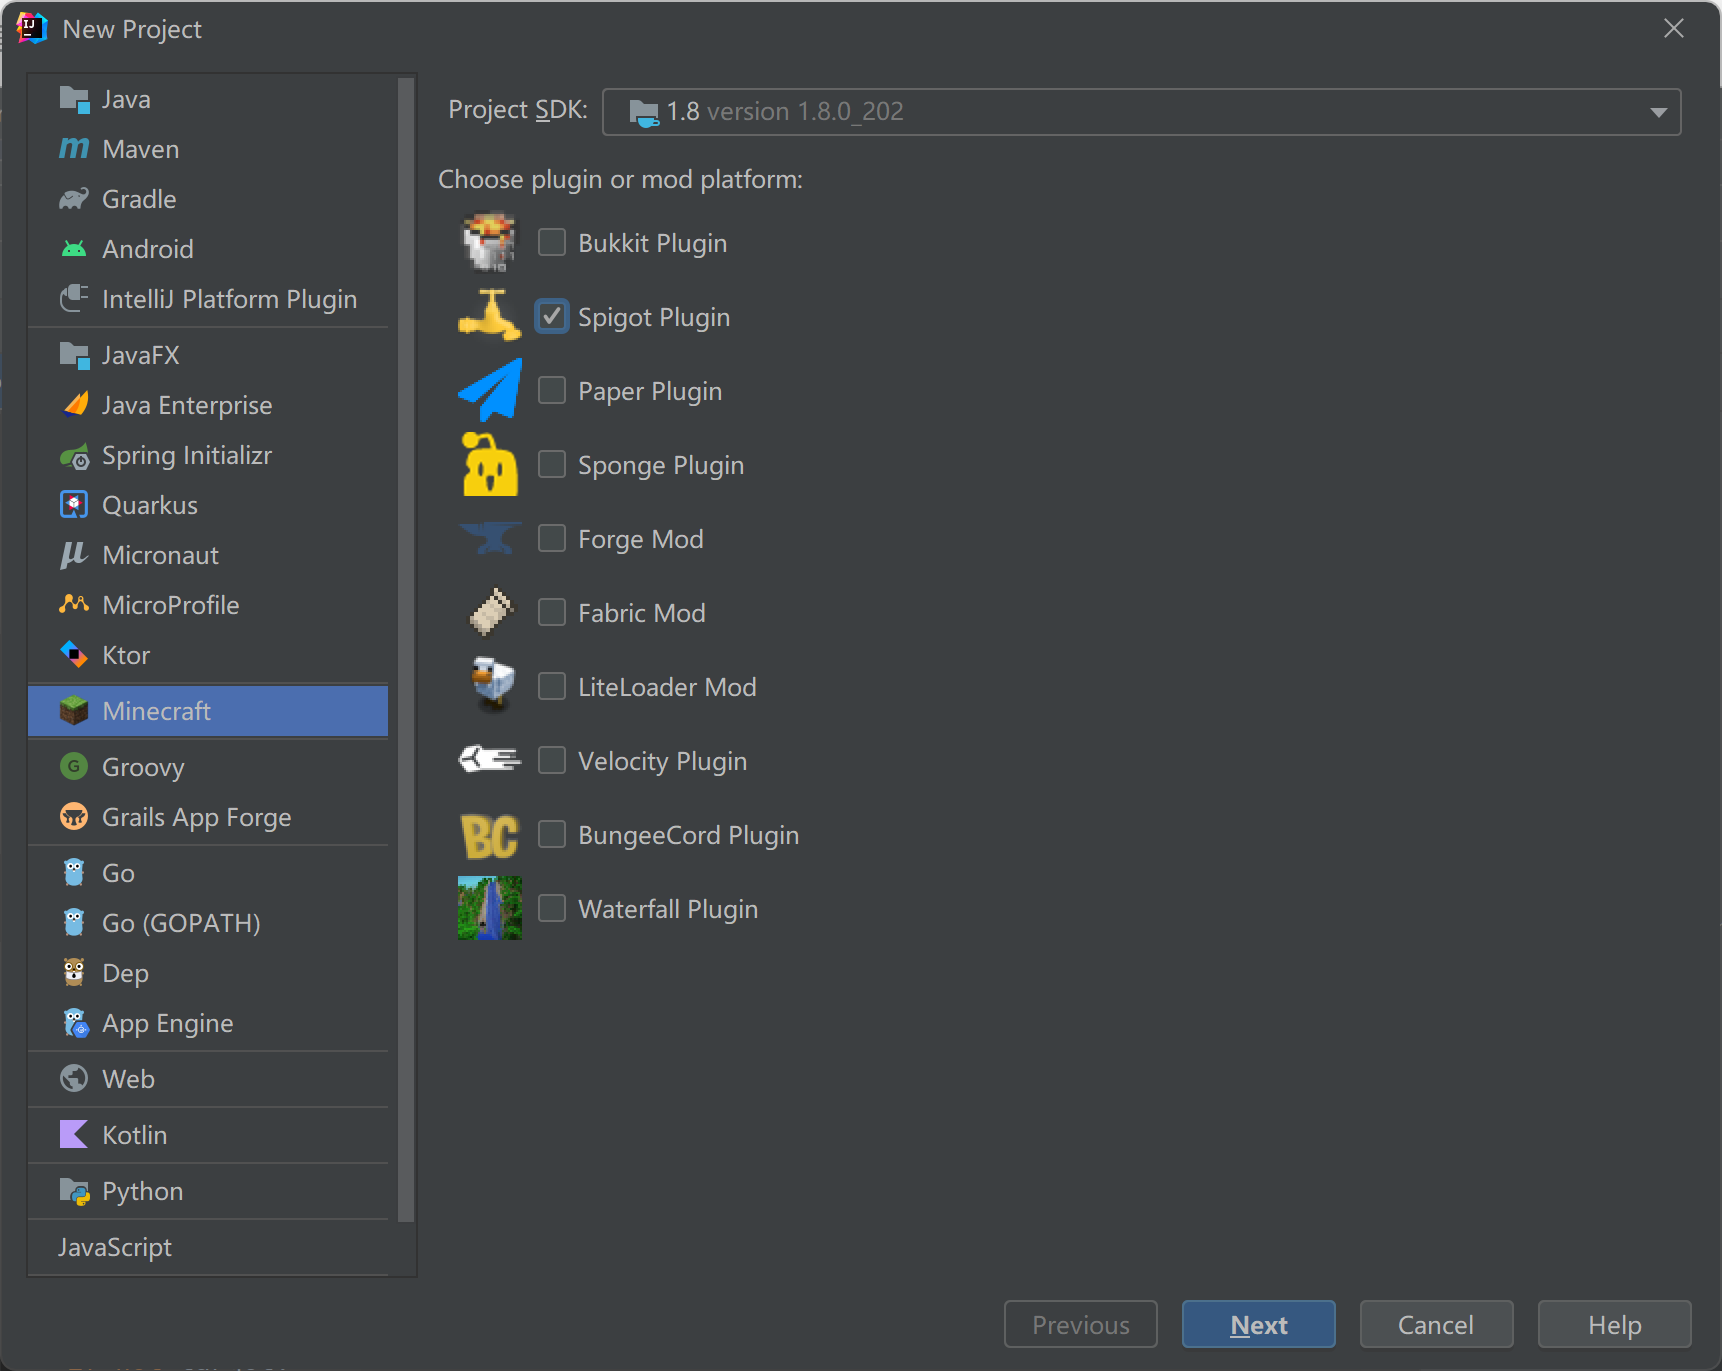 New Project
Java
Maven
Gradle
Android
IntelliJ Platform Plugin
JavaFX
Java Enterprise
Spring Initializr
Quarkus
Micronaut
MicroProfile
Ktor
Minecraft
Groovy
Grails App Forge
Go
Go (GOPATH)
Dep
App Engine
Web
Kotlin
Python
JavaScript
Project SDK: 1.8 version 1.8.0_202
Choose plugin or mod platform:
Bukkit Plugin
Spigot Plugin
Paper Plugin
Sponge Plugin
Forge Mod
Fabric Mod
LiteLoader Mod
Velocity Plugin
BC BungeeCord Plugin
Waterfall Plugin
Previous Next Cancel Help